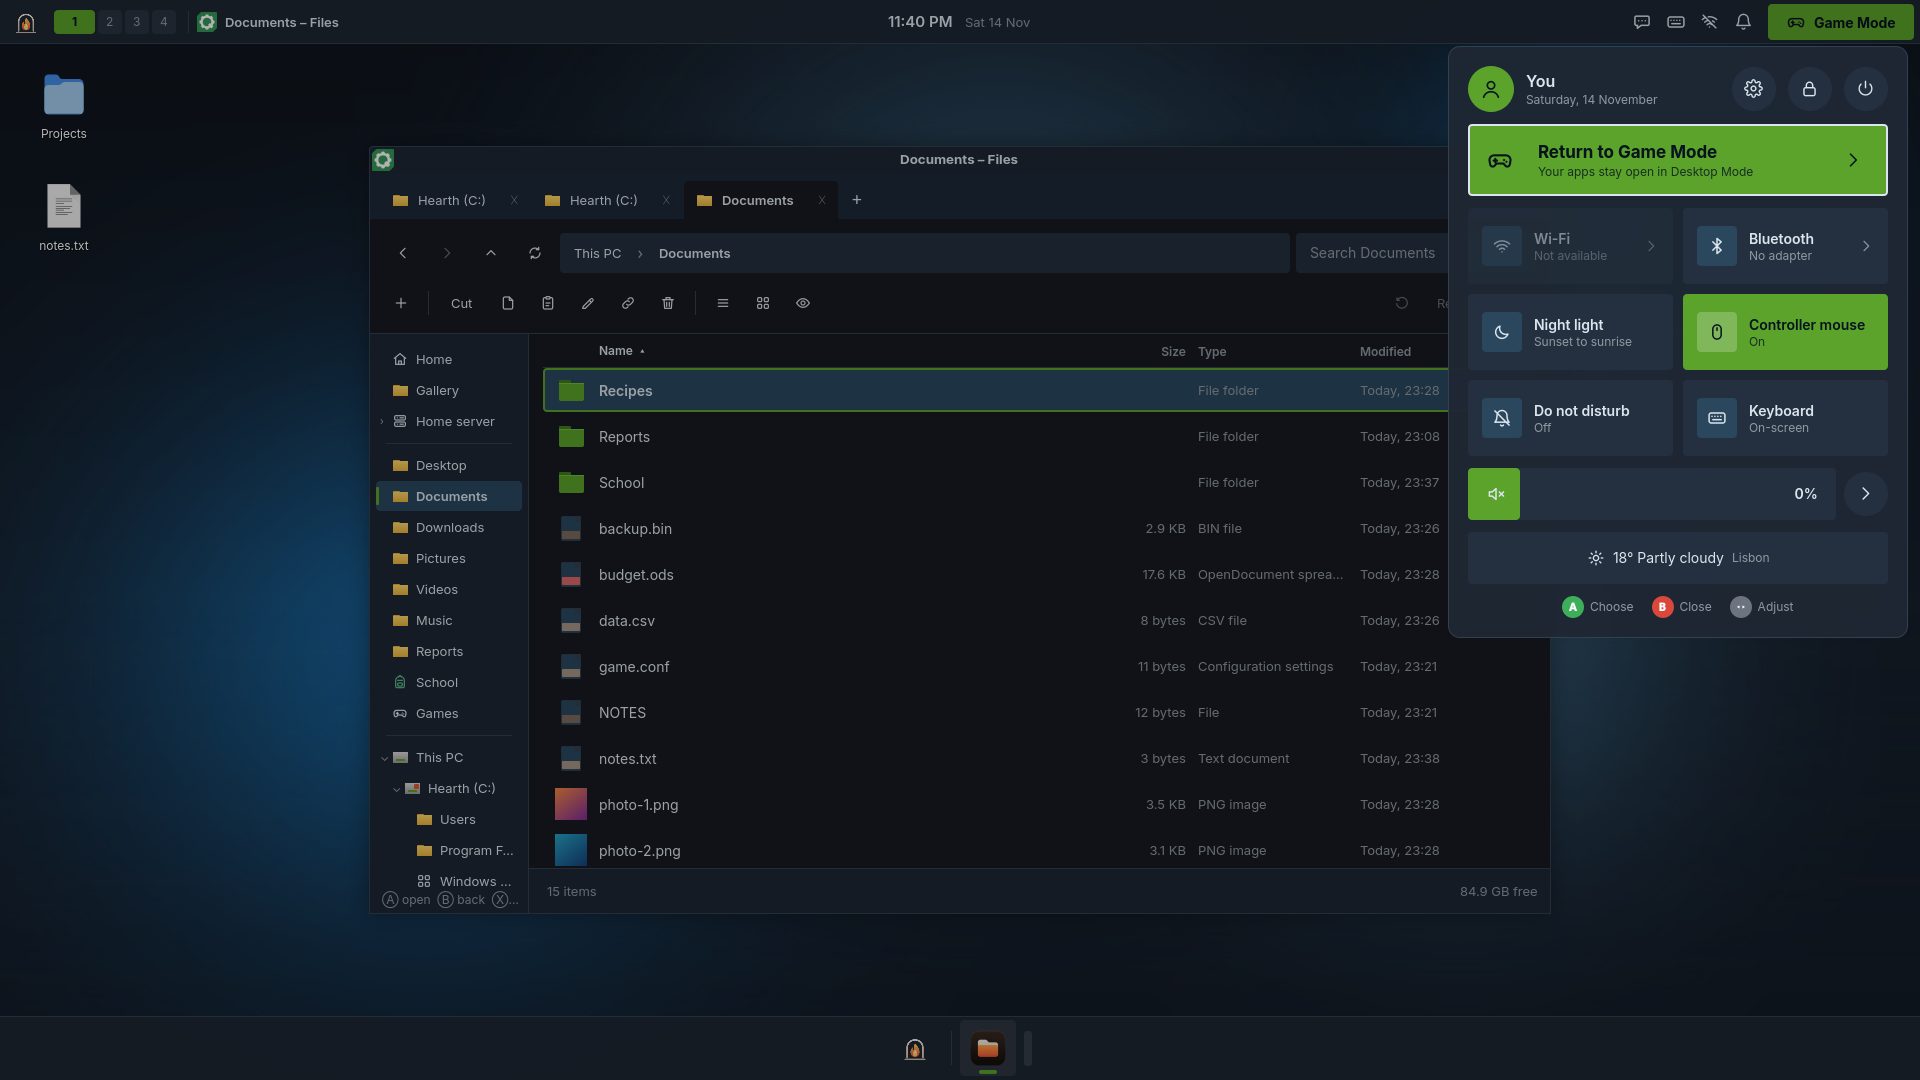 1 2 3 4 Documents – Files 11:40 PM Sat 14 Nov Game Mode
Projects
notes.txt
Documents – Files
Hearth (C:) X Hearth (C:) X Documents X +
This PC › Documents Search Documents
Cut
Home
Gallery
Home server
Desktop
Documents
Downloads
Pictures
Videos
Music
Reports
School
Games
This PC
Hearth (C:)
Users
Program F...
Windows ...
A open B back X...
Name Size Type Modified
Recipes File folder Today, 23:28
Reports File folder Today, 23:08
School File folder Today, 23:37
backup.bin 2.9 KB BIN file Today, 23:26
budget.ods 17.6 KB OpenDocument sprea... Today, 23:28
data.csv 8 bytes CSV file Today, 23:26
game.conf 11 bytes Configuration settings Today, 23:21
NOTES 12 bytes File Today, 23:21
notes.txt 3 bytes Text document Today, 23:38
photo-1.png 3.5 KB PNG image Today, 23:28
photo-2.png 3.1 KB PNG image Today, 23:28
15 items 84.9 GB free
You
Saturday, 14 November
Return to Game Mode
Your apps stay open in Desktop Mode
Wi-Fi
Not available
Bluetooth
No adapter
Night light
Sunset to sunrise
Controller mouse
On
Do not disturb
Off
Keyboard
On-screen
0%
18° Partly cloudy Lisbon
A Choose B Close Adjust